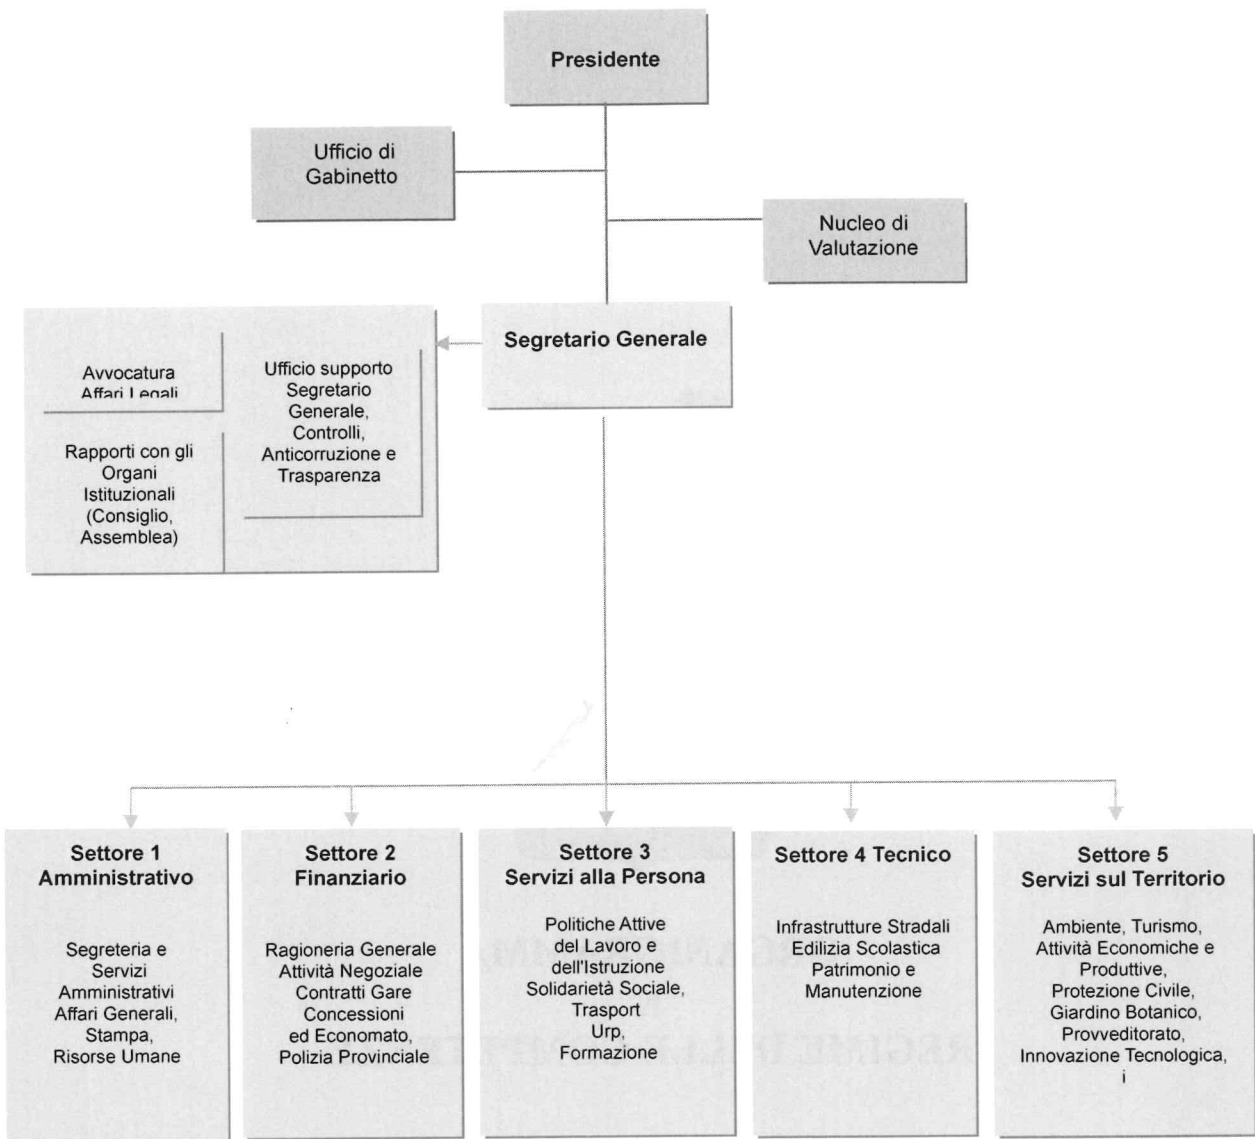 Presidente
Ufficio di
Gabinetto
Nucleo di
Valutazione
Segretario Generale
Avvocatura
Affari Legali
Ufficio supporto
Segretario
Generale,
Controlli,
Anticorruzione e
Trasparenza
Rapporti con gli
Organi
Istituzionali
(Consiglio,
Assemblea)
Settore 1
Amministrativo
Segreteria e
Servizi
Amministrativi
Affari Generali,
Stampa,
Risorse Umane
Settore 2
Finanziario
Ragioneria Generale
Attività Negoziale
Contratti Gare
Concessioni
ed Economato,
Polizia Provinciale
Settore 3
Servizi alla Persona
Politiche Attive
del Lavoro e
dell'Istruzione
Solidarietà Sociale,
Trasport
Urp,
Formazione
Settore 4 Tecnico
Infrastrutture Stradali
Edilizia Scolastica
Patrimonio e
Manutenzione
Settore 5
Servizi sul Territorio
Ambiente, Turismo,
Attività Economiche e
Produttive,
Protezione Civile,
Giardino Botanico,
Provveditorato,
Innovazione Tecnologica,
i